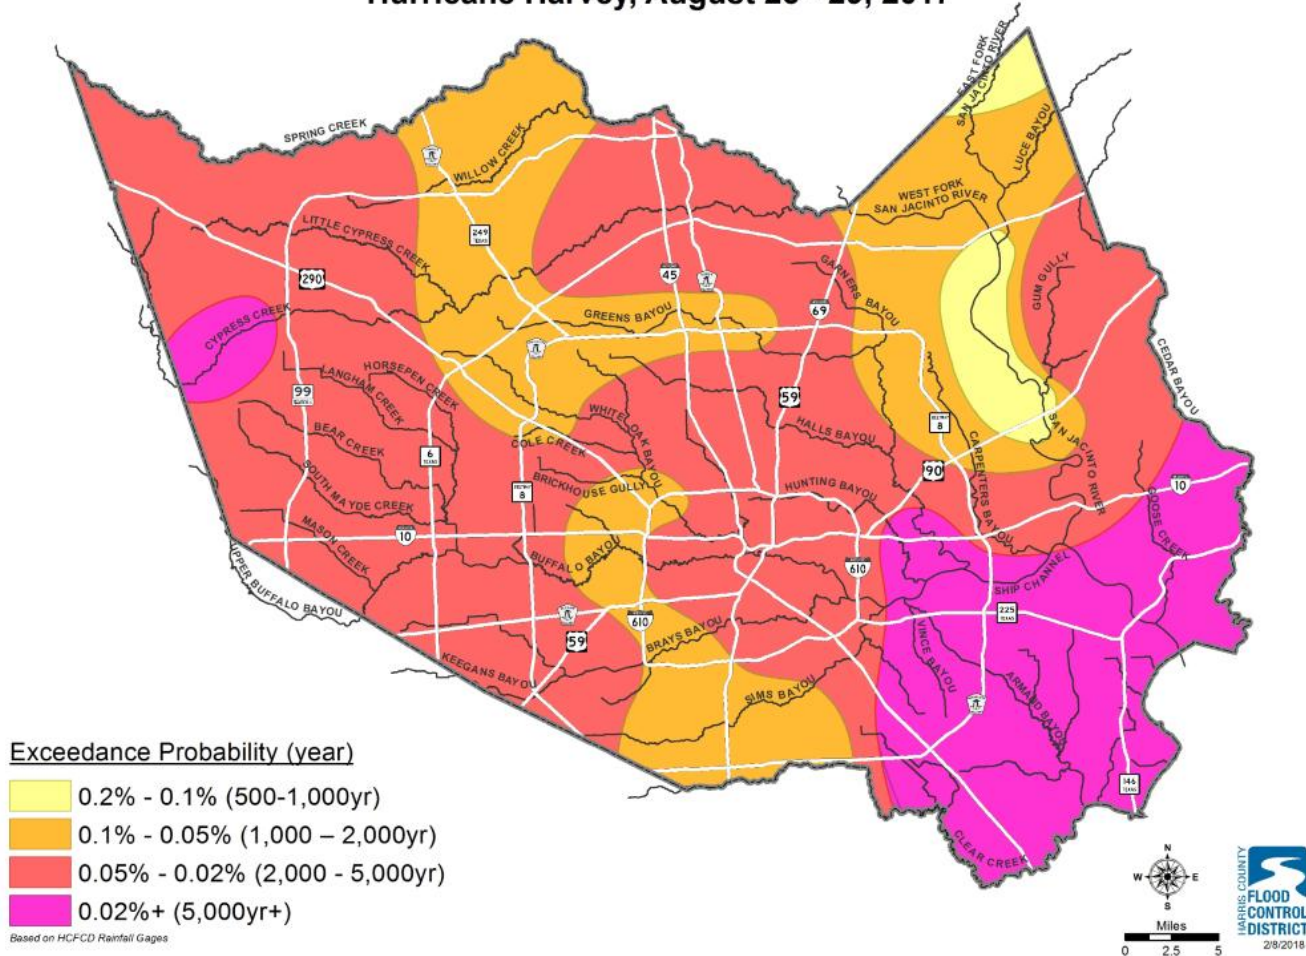 SPRING CREEK
EAST FORK
SAN JACINTO RIVER
LUCE BAYOU
WILLOW CREEK
WEST FORK
SAN JACINTO RIVER
LITTLE CYPRESS CREEK
249
TEXAS
290
45
GARNERS BAYOU
GUM GULLY
69
CYPRESS CREEK
GREENS BAYOU
CEDAR BAYOU
HORSEPEN CREEK
LANGHAM CREEK
99
59
WHITE OAK BAYOU
HALLS BAYOU
8
SAN JACINTO RIVER
BEAR CREEK
COLE CREEK
CARPENTERS BAYOU
6
TEXAS
90
SOUTH MAYDE CREEK
8
BRICKHOUSE GULLY
HUNTING BAYOU
10
GOOSE CREEK
MASON CREEK
10
BUFFALO BAYOU
UPPER BUFFALO BAYOU
610
SHIP CHANNEL
225
TEXAS
610
59
BRAYS BAYOU
VINCE BAYOU
KEEGANS BAYOU
SIMS BAYOU
ARMAND BAYOU
146
TEXAS
CLEAR CREEK
Exceedance Probability (year)
0.2% - 0.1% (500-1,000yr)
0.1% - 0.05% (1,000 – 2,000yr)
0.05% - 0.02% (2,000 - 5,000yr)
0.02%+ (5,000yr+)
Based on HCFCD Rainfall Gages
N
W E
S
Miles
0 2.5 5
HARRIS COUNTY
FLOOD
CONTROL
DISTRICT
2/8/2018